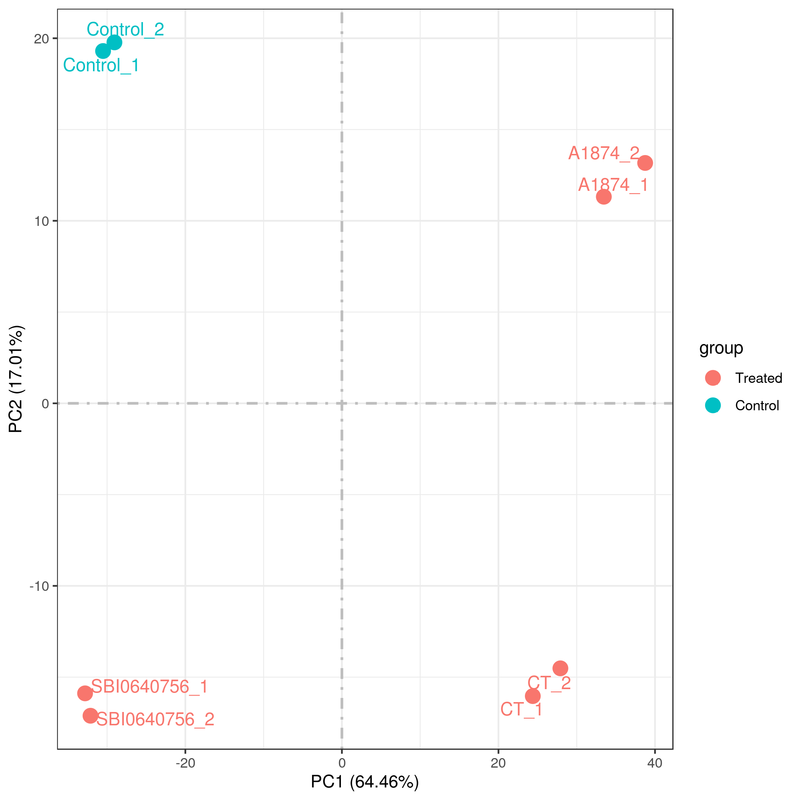 Control_2
Control_1
A1874_2
A1874_1
SBI0640756_1
SBI0640756_2
CT_2
CT_1
20
10
0
-10
-20
0
20
40
PC1 (64.46%)
PC2 (17.01%)
group
Treated
Control